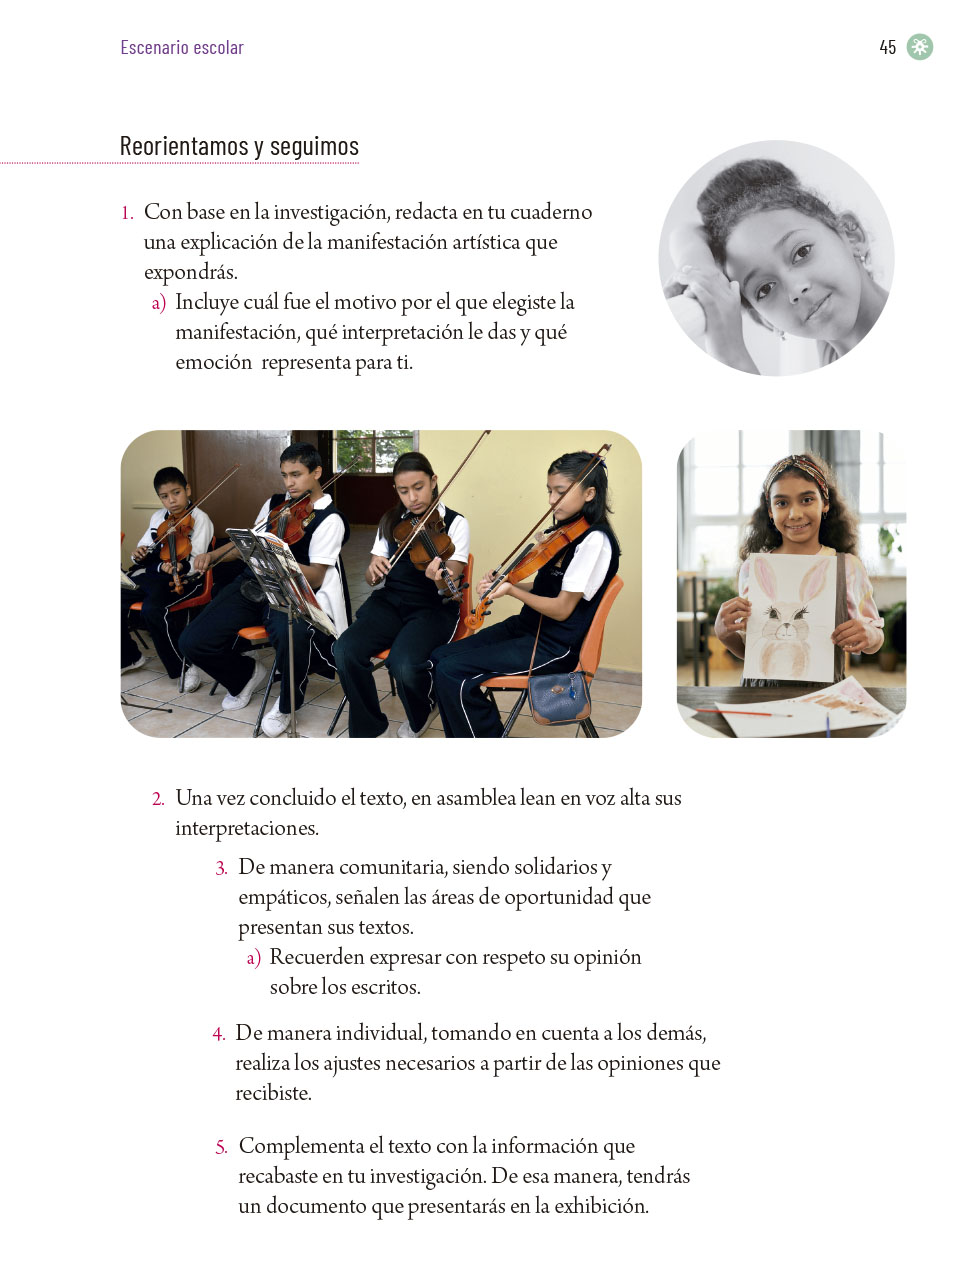 Escenario escolar
45
Reorientamos y seguimos
1. Con base en la investigación, redacta en tu cuaderno
una explicación de la manifestación artística que
expondrás.
a) Incluye cuál fue el motivo por el que elegiste la
manifestación, qué interpretación le das y qué
emoción representa para ti.
2. Una vez concluido el texto, en asamblea lean en voz alta sus
interpretaciones.
3. De manera comunitaria, siendo solidarios y
empáticos, señalen las áreas de oportunidad que
presentan sus textos.
a) Recuerden expresar con respeto su opinión
sobre los escritos.
4. De manera individual, tomando en cuenta a los demás,
realiza los ajustes necesarios a partir de las opiniones que
recibiste.
5. Complementa el texto con la información que
recabaste en tu investigación. De esa manera, tendrás
un documento que presentarás en la exhibición.